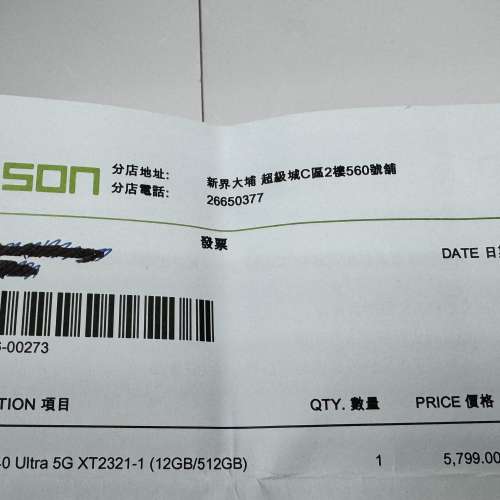 SON
分店地址: 新界大埔 超級城C區2樓560號舖
分店電話: 26650377
發票
DATE 日
-00273
TION 項目 QTY. 數量 PRICE 價格
0 Ultra 5G XT2321-1 (12GB/512GB) 1 5,799.00